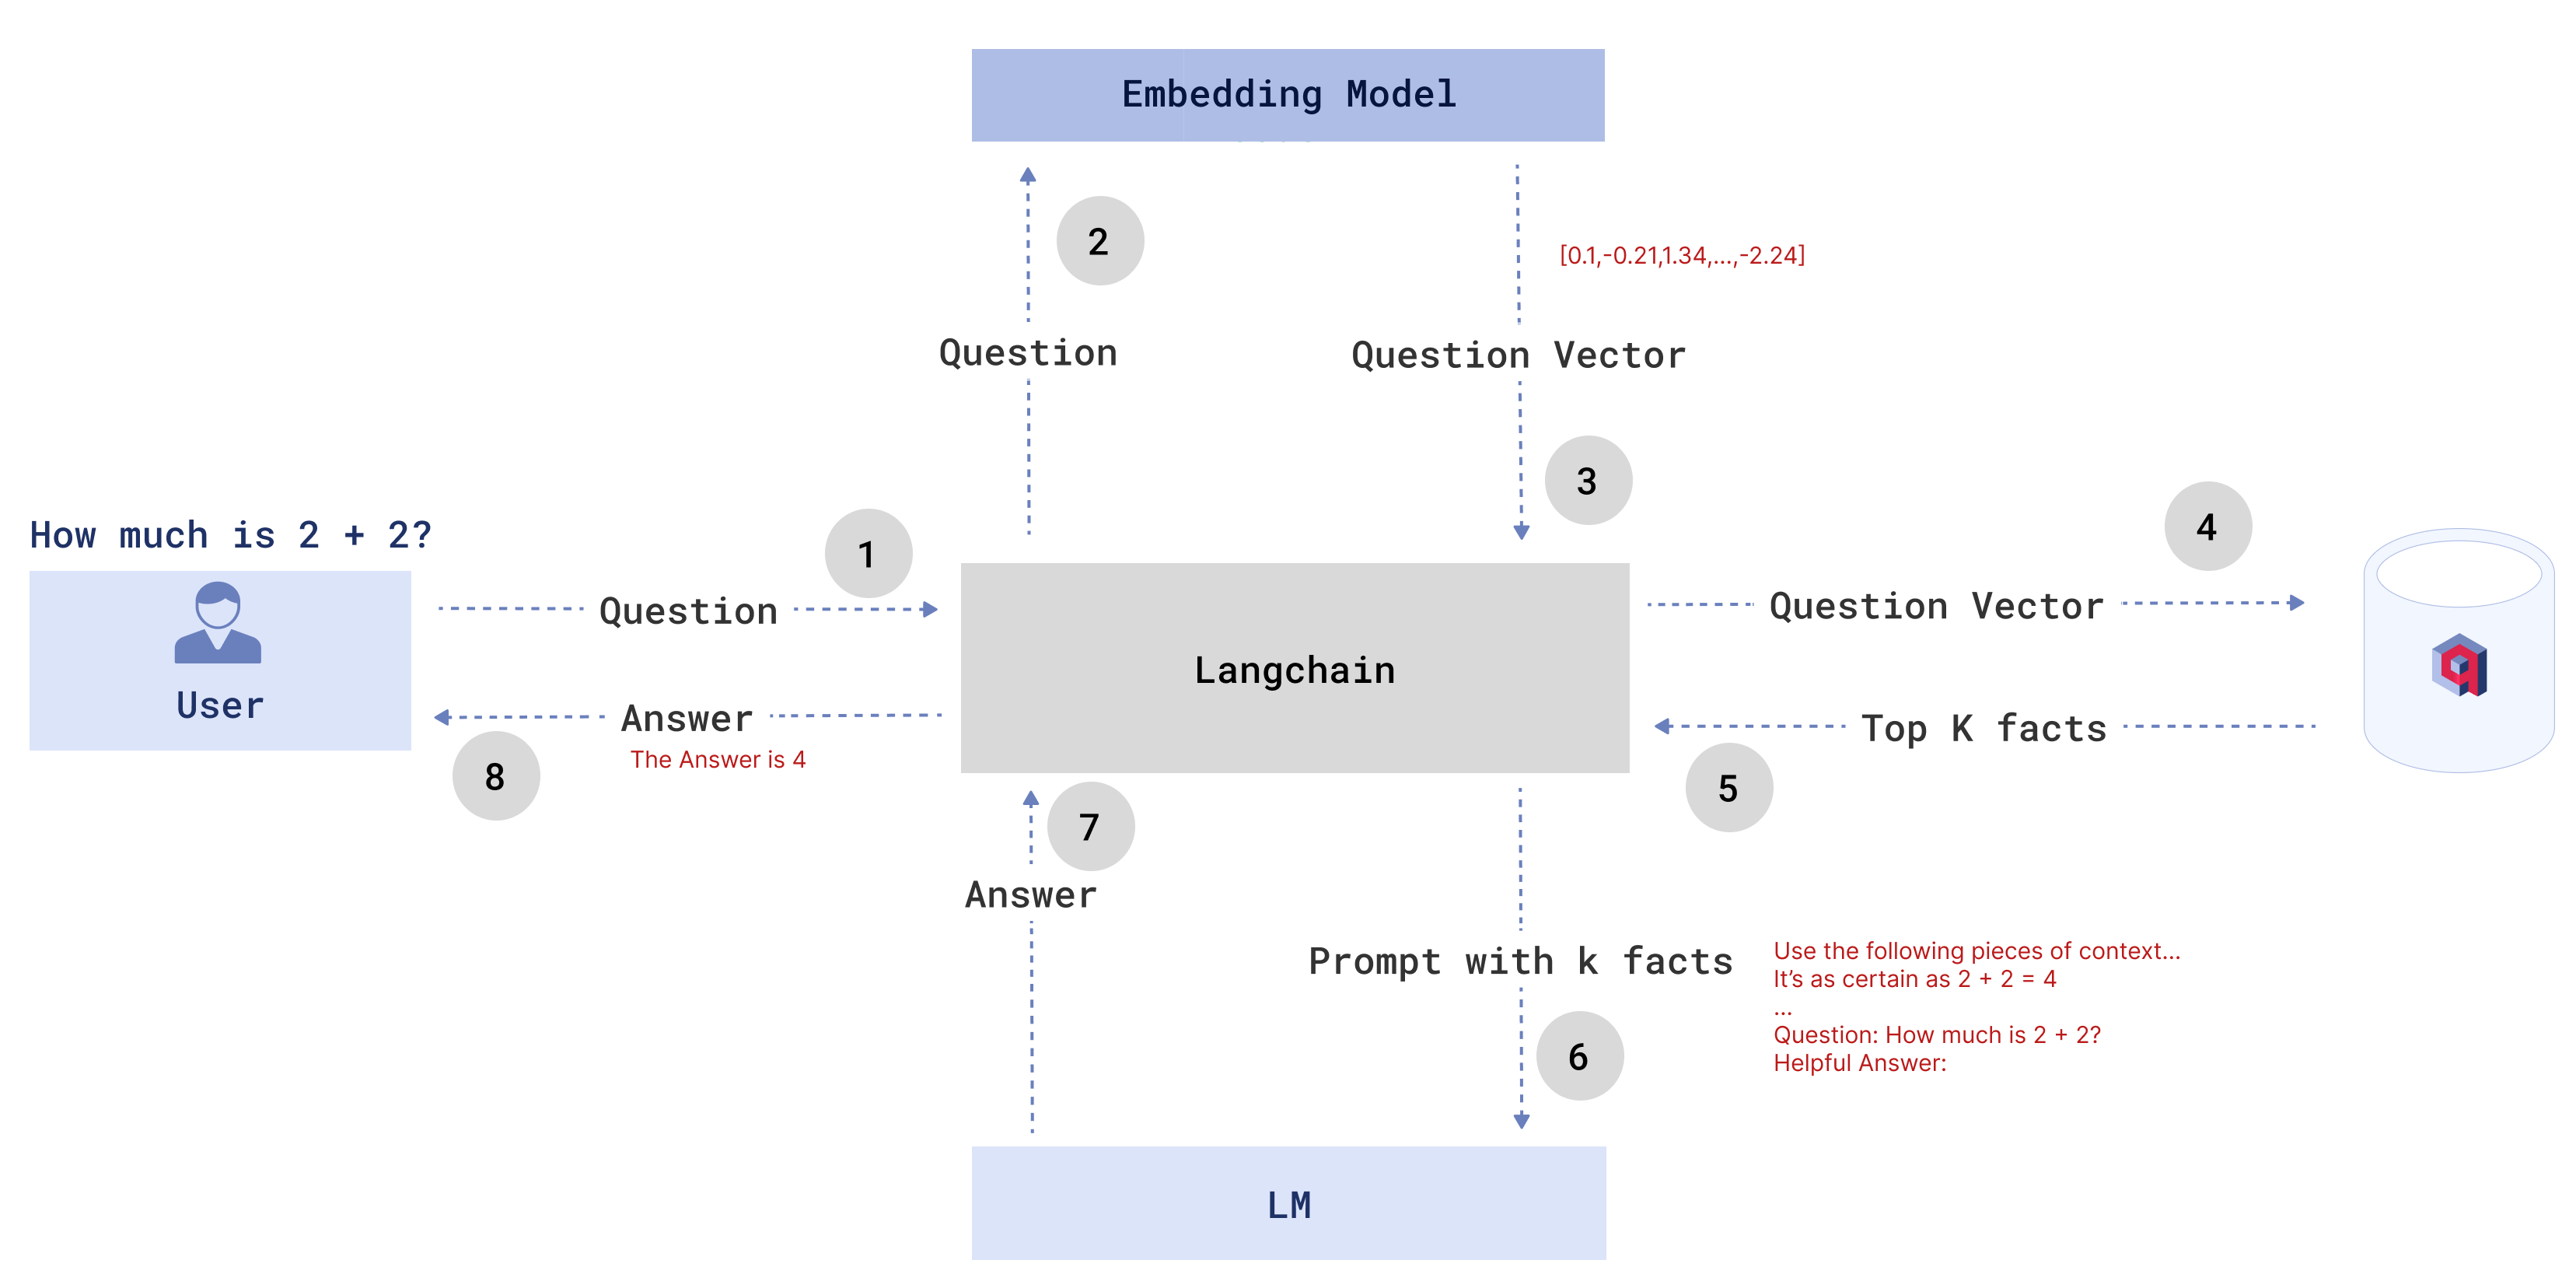 Embedding Model
2
[0.1,-0.21,1.34,...,-2.24]
Question
Question Vector
3
4
How much is 2 + 2?
1
Question
Question Vector
Langchain
User
Answer
Top K facts
The Answer is 4
8
5
7
Answer
Prompt with k facts
Use the following pieces of context...
It’s as certain as 2 + 2 = 4
...
Question: How much is 2 + 2?
Helpful Answer:
6
LM